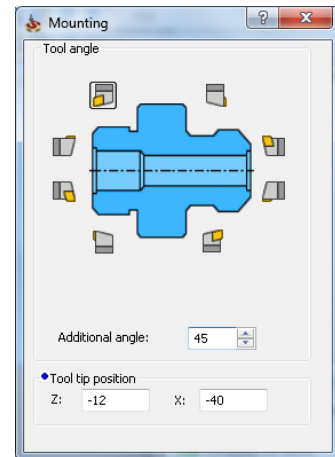 Mounting
Tool angle
Additional angle: 45
Tool tip position
Z: -12 X: -40